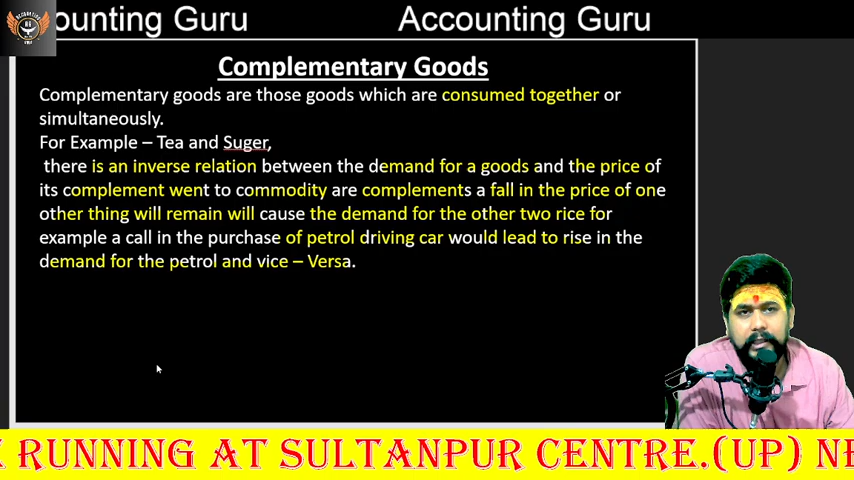 ounting Guru
Accounting Guru
Complementary Goods
Complementary goods are those goods which are consumed together or
simultaneously.
For Example – Tea and Suger,
there is an inverse relation between the demand for a goods and the price of
its complement went to commodity are complements a fall in the price of one
other thing will remain will cause the demand for the other two rice for
example a call in the purchase of petrol driving car would lead to rise in the
demand for the petrol and vice – Versa.
RUNNING AT SULTANPUR CENTRE.(UP) NE